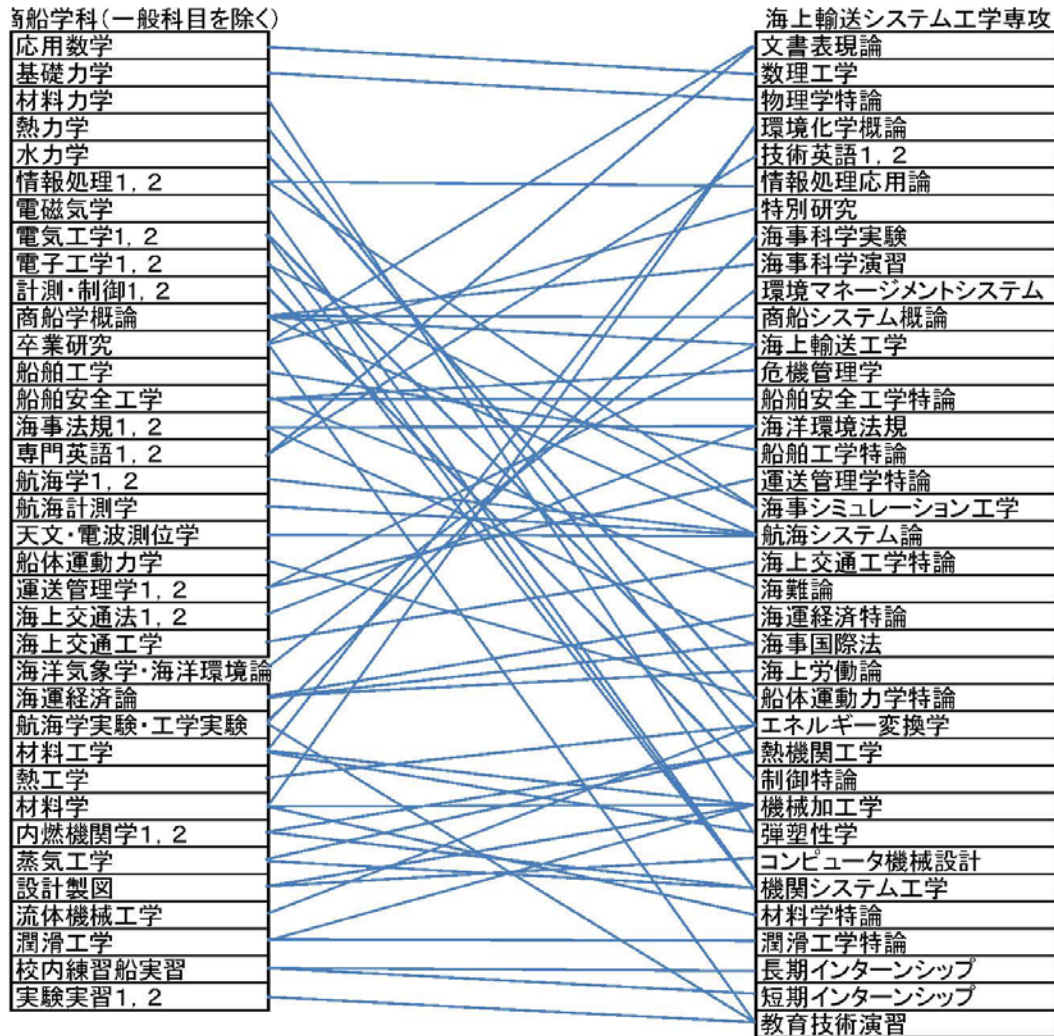 商船学科(一般科目を除く)
応用数学
基礎力学
材料力学
熱力学
水力学
情報処理1, 2
電磁気学
電気工学1, 2
電子工学1, 2
計測・制御1, 2
商船学概論
卒業研究
船舶工学
船舶安全工学
海事法規1, 2
専門英語1, 2
航海学1, 2
航海計測学
天文・電波測位学
船体運動力学
運送管理学1, 2
海上交通法1, 2
海上交通工学
海洋気象学・海洋環境論
海運経済論
航海学実験・工学実験
材料工学
熱工学
材料学
内燃機関学1, 2
蒸気工学
設計製図
流体機械工学
潤滑工学
校内練習船実習
実験実習1, 2
海上輸送システム工学専攻
文書表現論
数理工学
物理学特論
環境化学概論
技術英語1, 2
情報処理応用論
特別研究
海事科学実験
海事科学演習
環境マネージメントシステム
商船システム概論
海上輸送工学
危機管理学
船舶安全工学特論
海洋環境法規
船舶工学特論
運送管理学特論
海事シミュレーション工学
航海システム論
海上交通工学特論
海難論
海運経済特論
海事国際法
海上労働論
船体運動力学特論
エネルギー変換学
熱機関工学
制御特論
機械加工学
弾塑性学
コンピュータ機械設計
機関システム工学
材料学特論
潤滑工学特論
長期インターンシップ
短期インターンシップ
教育技術演習